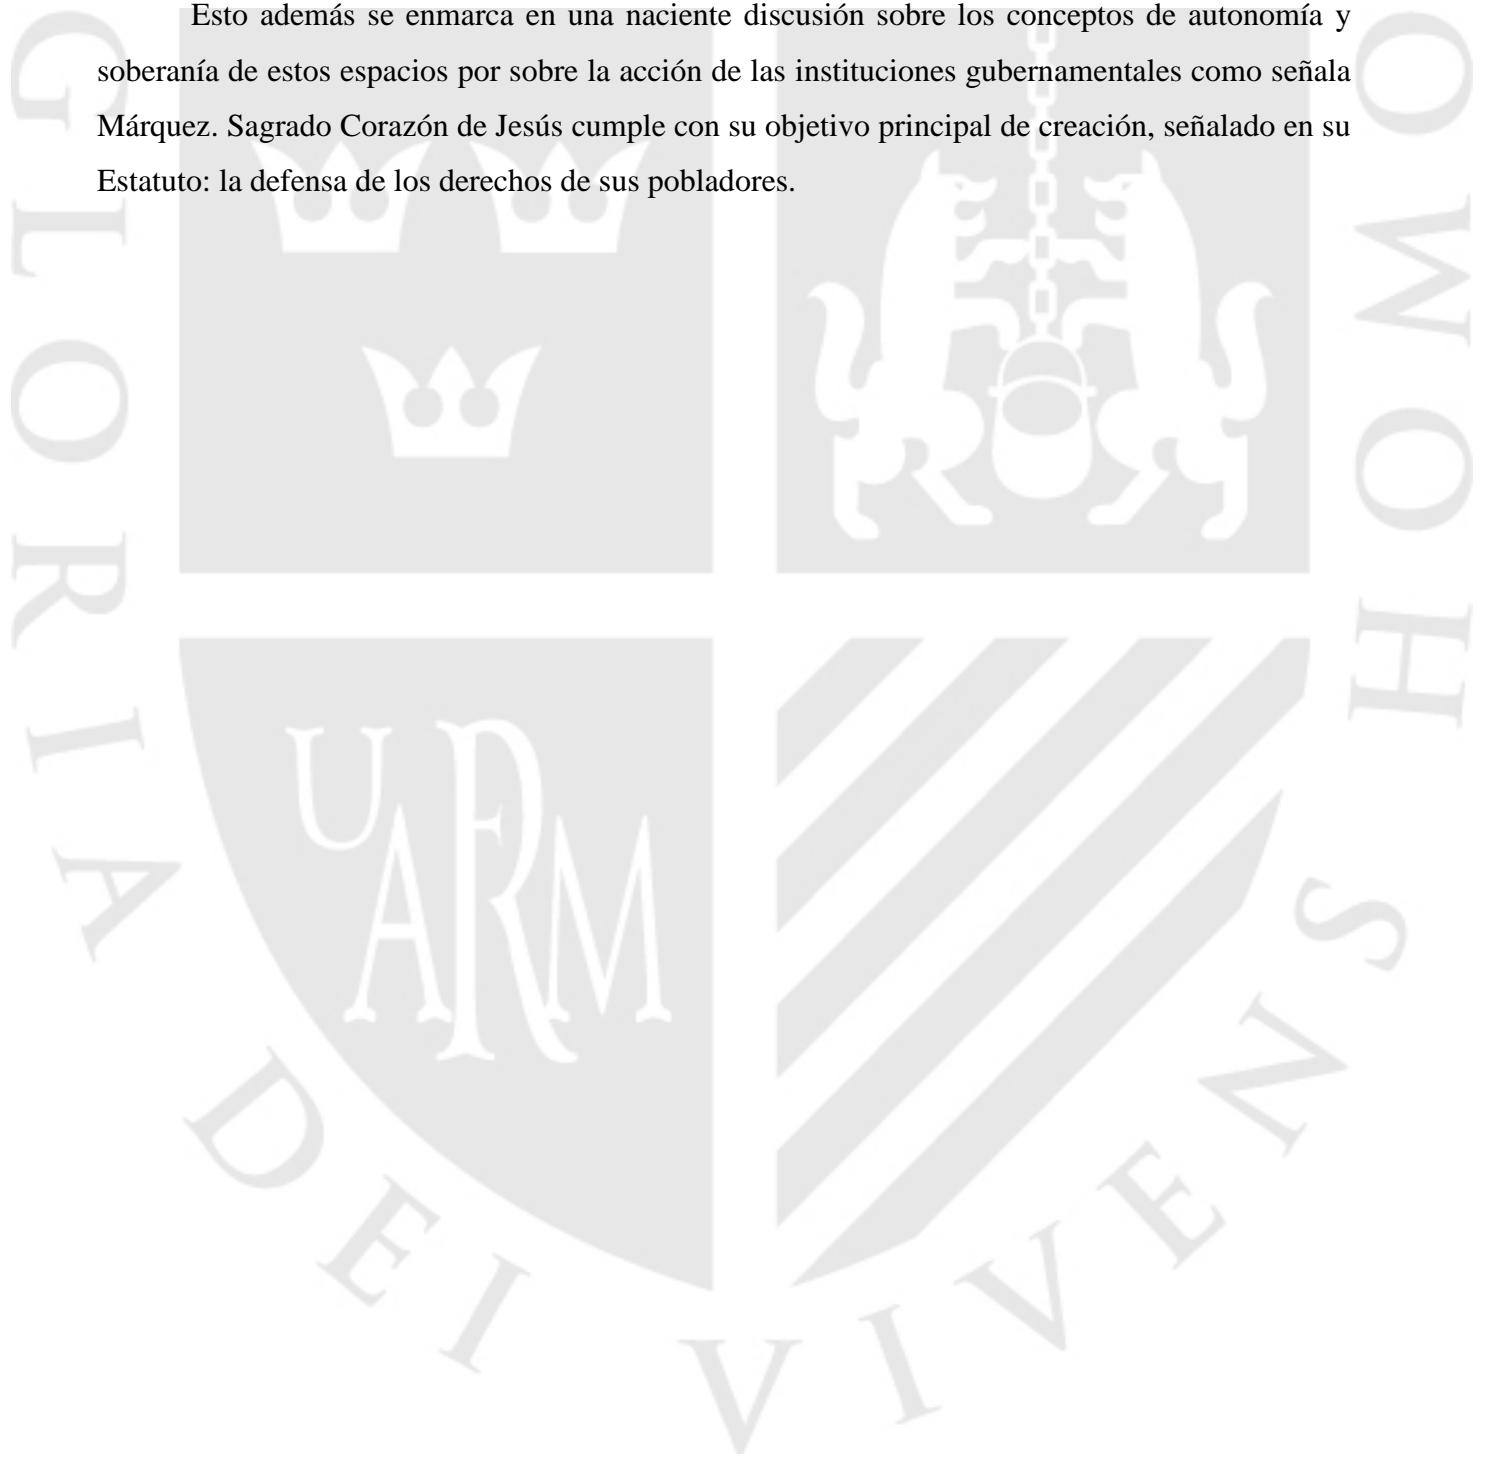 Esto además se enmarca en una naciente discusión sobre los conceptos de autonomía y
soberanía de estos espacios por sobre la acción de las instituciones gubernamentales como señala
Márquez. Sagrado Corazón de Jesús cumple con su objetivo principal de creación, señalado en su
Estatuto: la defensa de los derechos de sus pobladores.
GLORIA DEI VIVENS HOMO
UARM